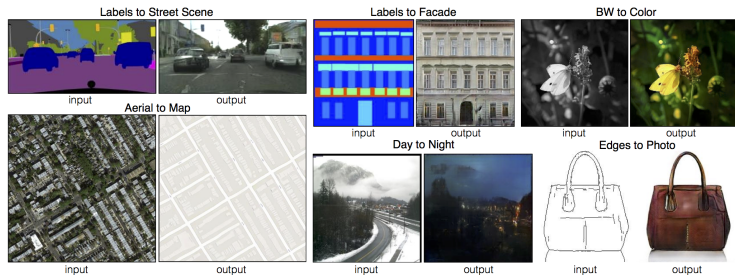 Labels to Street Scene
input
output
Aerial to Map
input
output
Labels to Facade
input
output
BW to Color
input
output
Day to Night
input
output
Edges to Photo
input
output